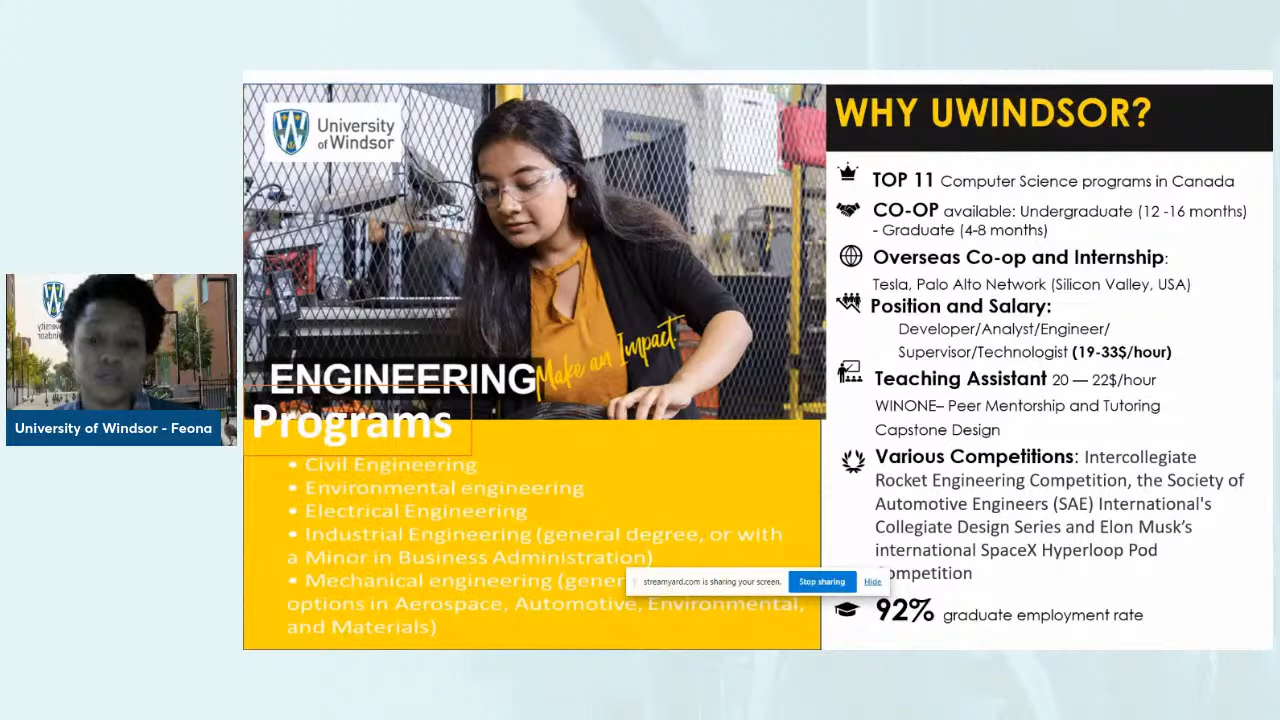 University
of Windsor
Make an Impact.
ENGINEERING
Programs
• Civil Engineering
• Environmental engineering
• Electrical Engineering
• Industrial Engineering (general degree, or with
a Minor in Business Administration)
• Mechanical engineering (gener
options in Aerospace, Automotive, Environmental,
and Materials)
WHY UWINDSOR?
TOP 11 Computer Science programs in Canada
CO-OP available: Undergraduate (12 -16 months)
- Graduate (4-8 months)
Overseas Co-op and Internship:
Tesla, Palo Alto Network (Silicon Valley, USA)
Position and Salary:
Developer/Analyst/Engineer/
Supervisor/Technologist (19-33$/hour)
Teaching Assistant 20 — 22$/hour
WINONE– Peer Mentorship and Tutoring
Capstone Design
Various Competitions: Intercollegiate
Rocket Engineering Competition, the Society of
Automotive Engineers (SAE) International's
Collegiate Design Series and Elon Musk’s
international SpaceX Hyperloop Pod
ompetition
92% graduate employment rate
streamyard.com is sharing your screen. Stop sharing Hide
University of Windsor - Feona